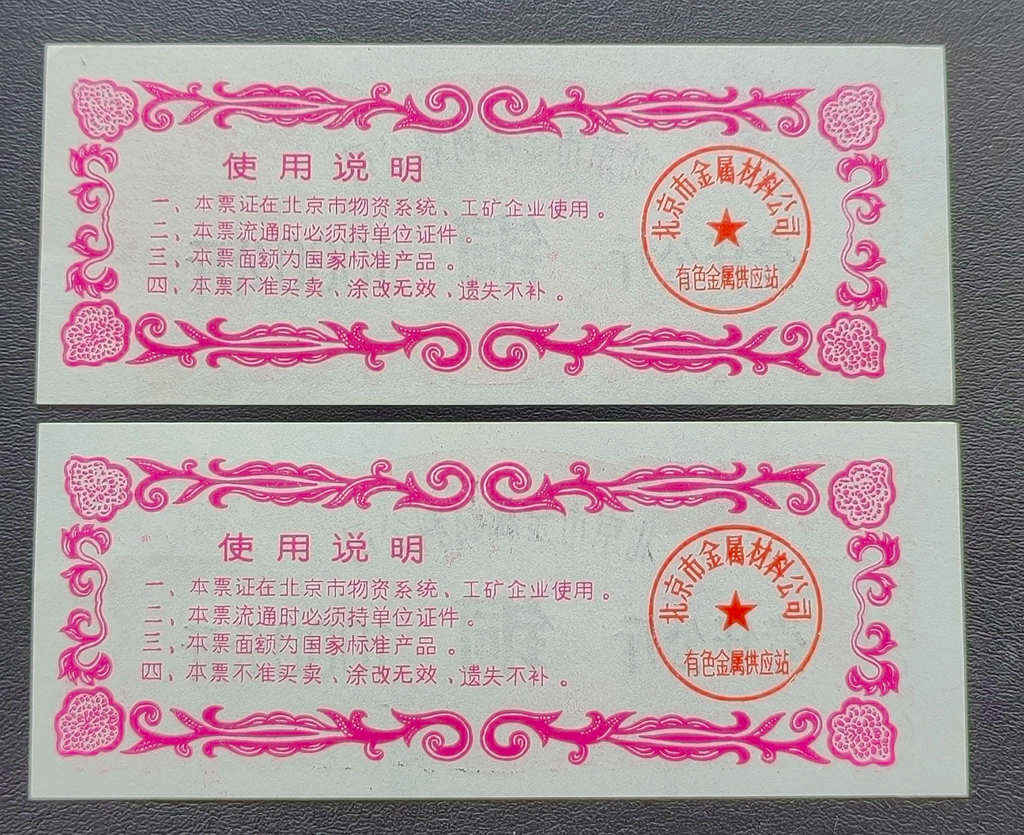 使用说明
一、本票证在北京市物资系统、工矿企业使用。
二、本票流通时必须持单位证件。
三、本票面额为国家标准产品。
四、本票不准买卖、涂改无效、遗失不补。
北京市金属材料公司
有色金属供应站
使用说明
一、本票证在北京市物资系统、工矿企业使用。
二、本票流通时必须持单位证件。
三、本票面额为国家标准产品。
四、本票不准买卖、涂改无效、遗失不补。
北京市金属材料公司
有色金属供应站